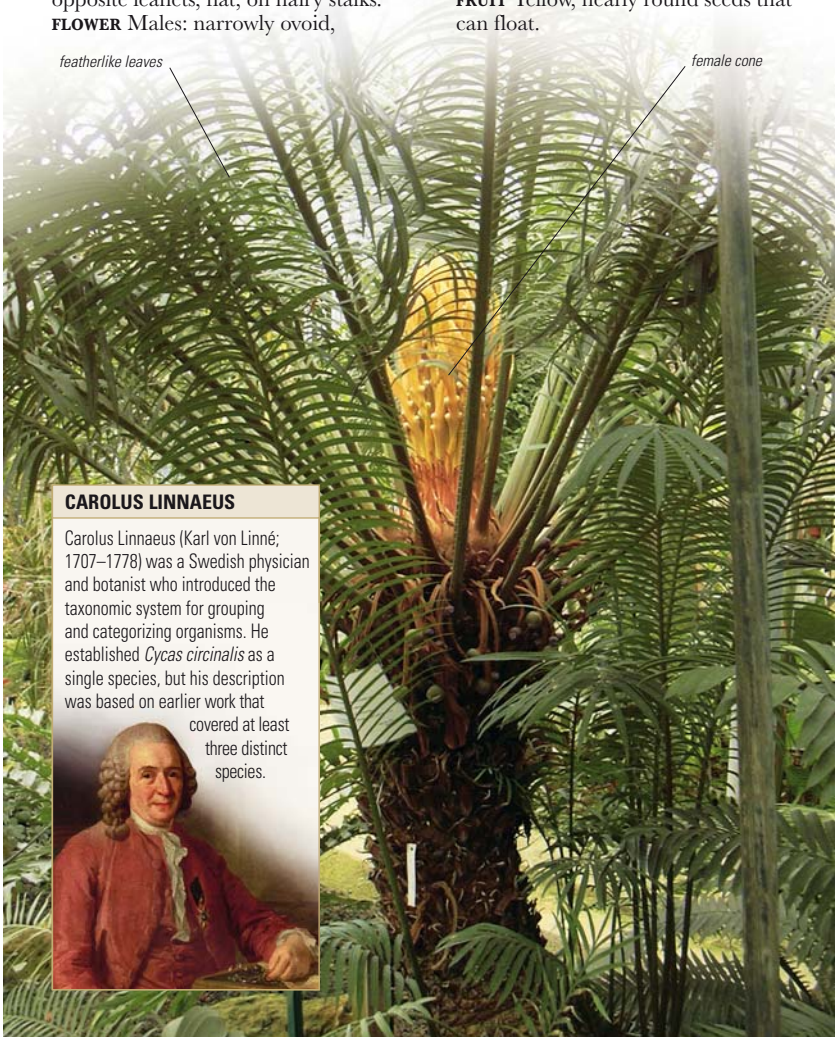 opposite leaflets, flat, on hairy stalks.
FLOWER Males: narrowly ovoid,
FRUIT Yellow, nearly round seeds that
can float.
featherlike leaves
female cone
CAROLUS LINNAEUS
Carolus Linnaeus (Karl von Linné;
1707–1778) was a Swedish physician
and botanist who introduced the
taxonomic system for grouping
and categorizing organisms. He
established Cycas circinalis as a
single species, but his description
was based on earlier work that
covered at least
three distinct
species.